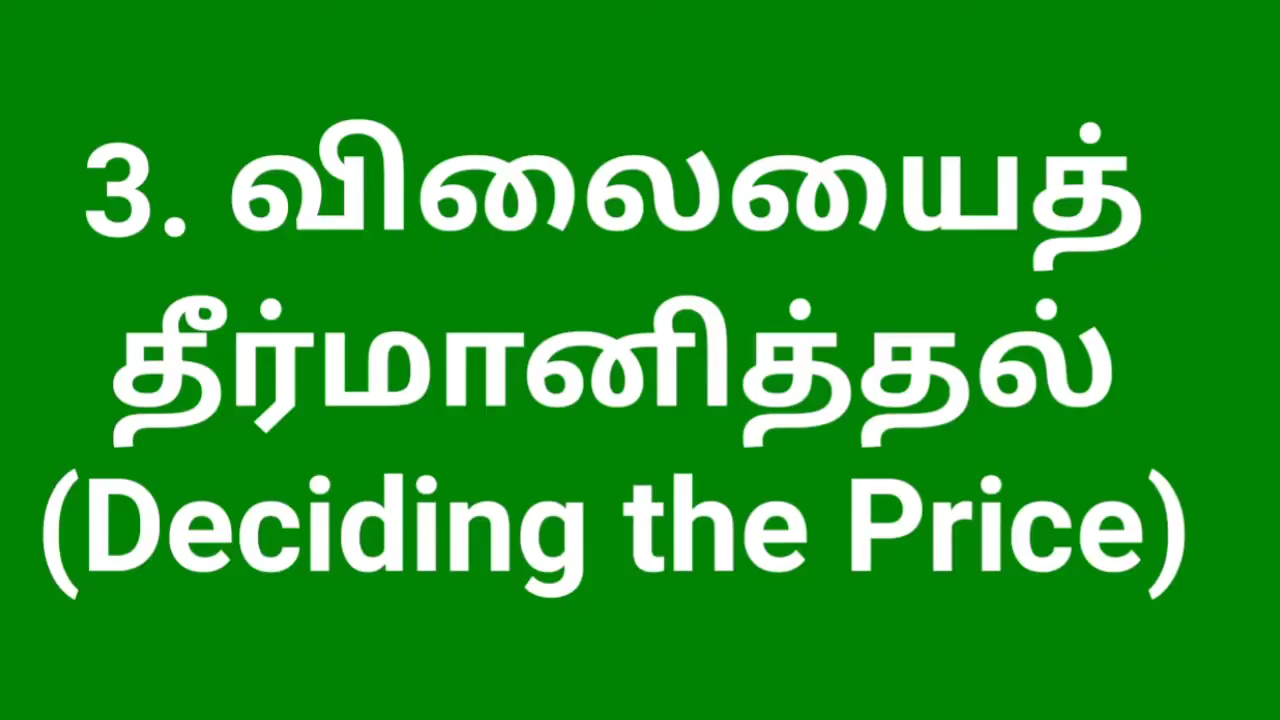 3. விலையைத்
தீர்மானித்தல்
(Deciding the Price)